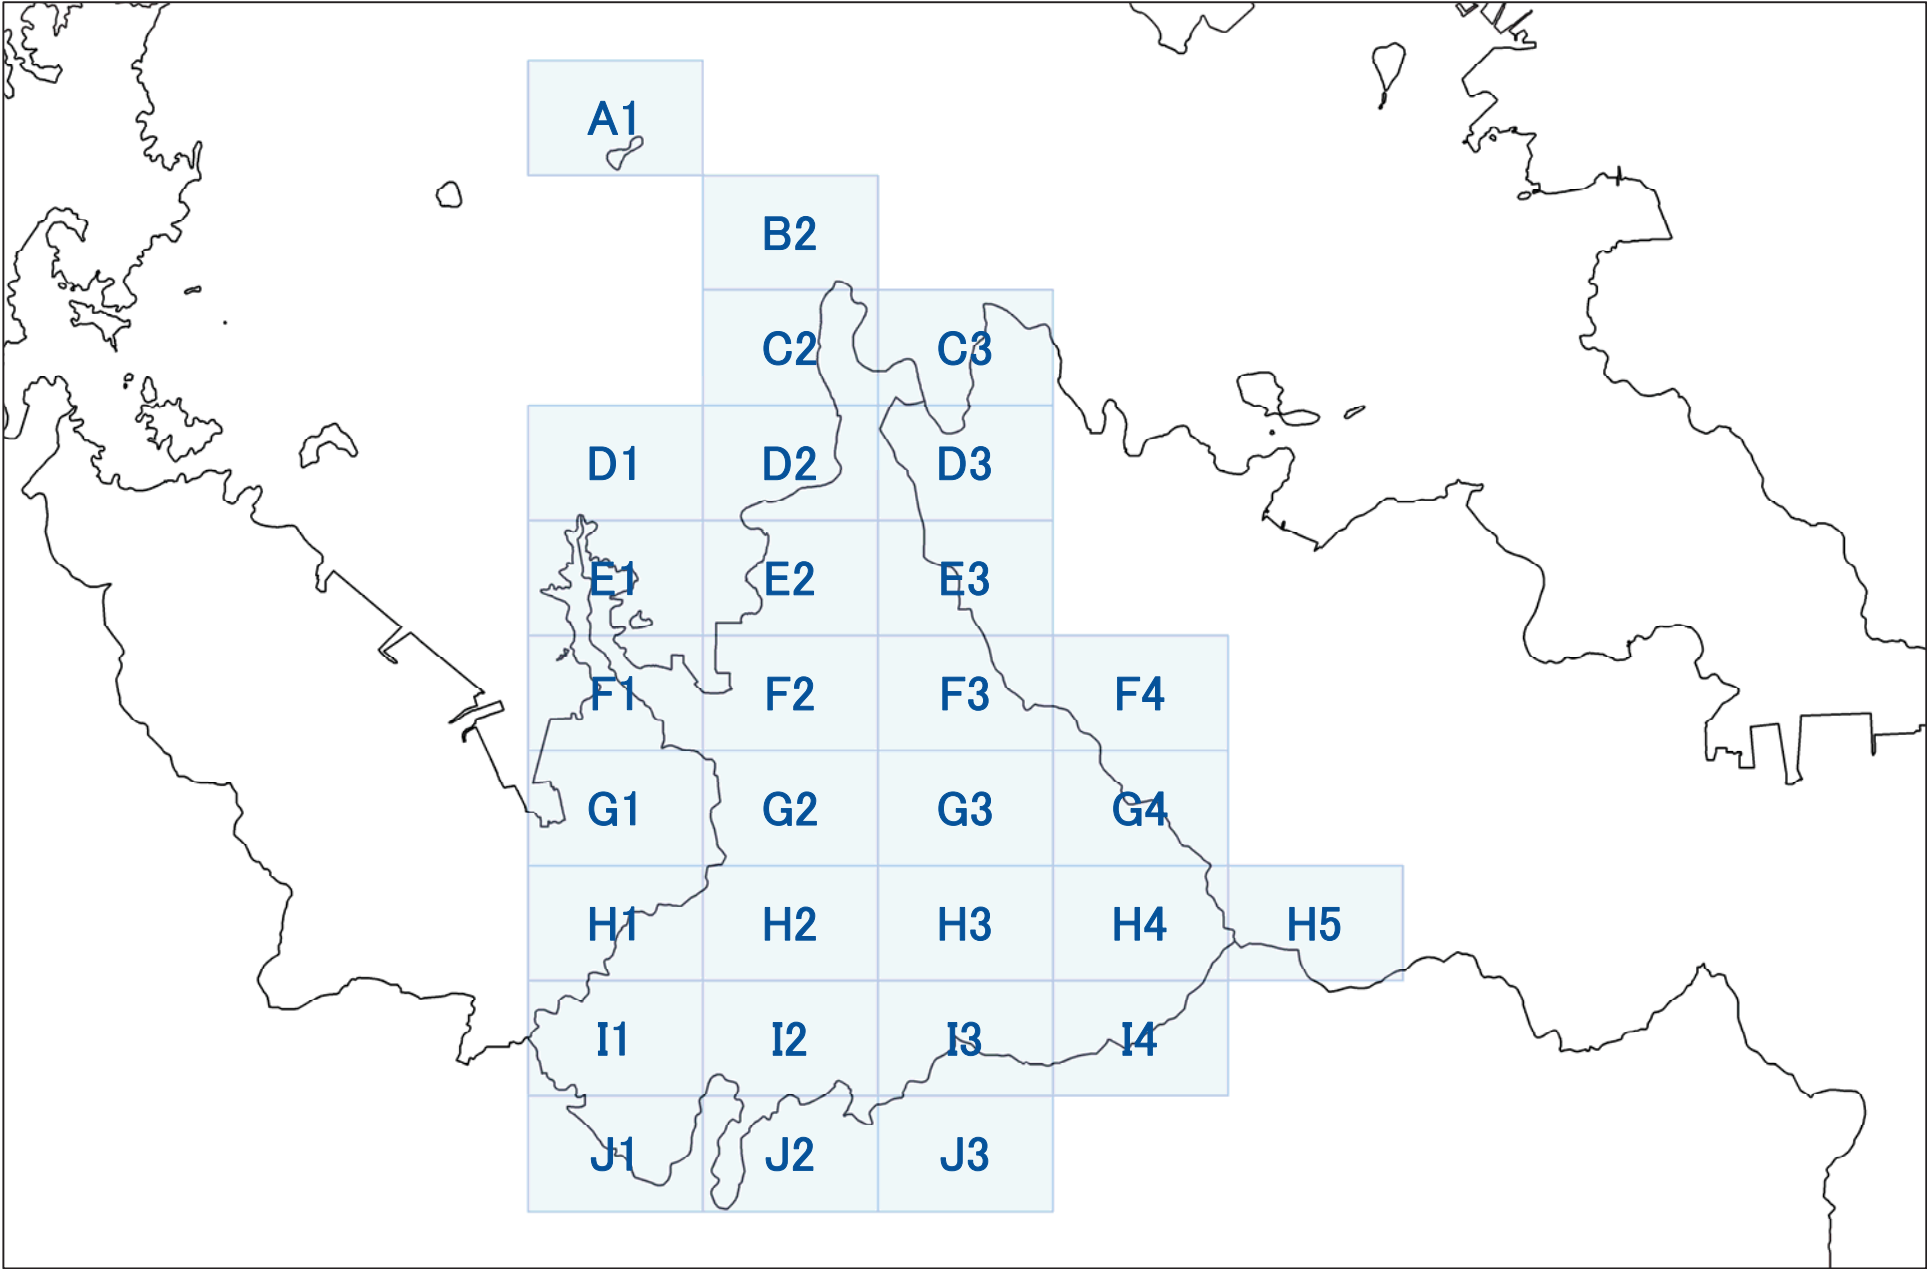 A1
B2
C2 C3
D1 D2 D3
E1 E2 E3
F1 F2 F3 F4
G1 G2 G3 G4
H1 H2 H3 H4 H5
I1 I2 I3 I4
J1 J2 J3